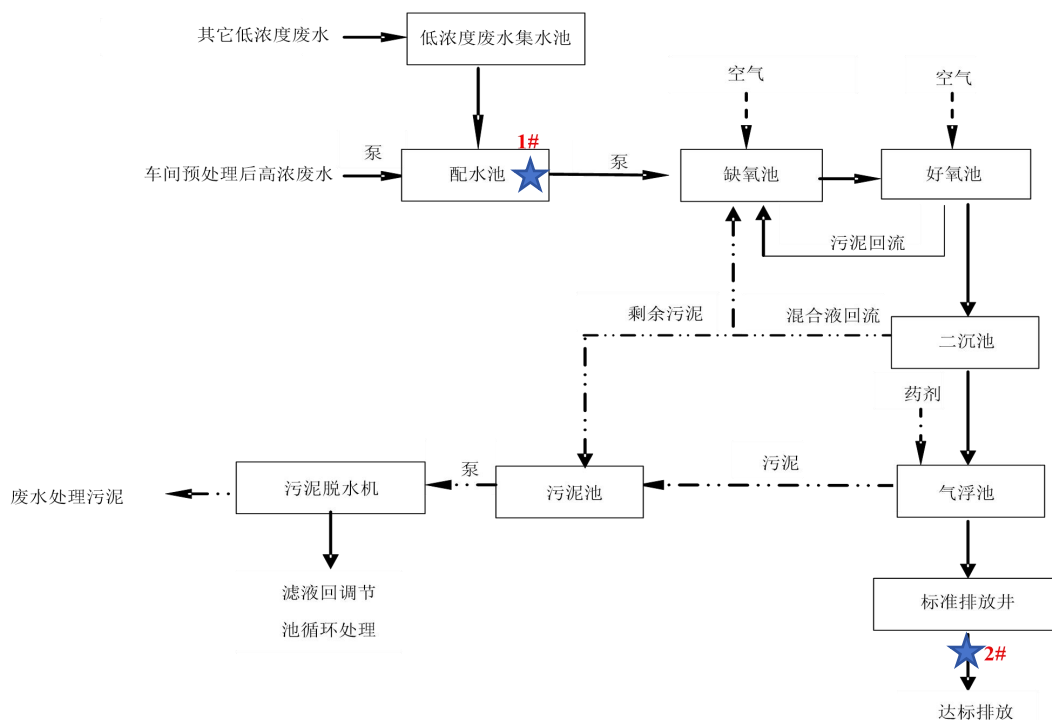 其它低浓度废水
低浓度废水集水池
空气
空气
1#
泵
泵
车间预处理后高浓废水
配水池
缺氧池
好氧池
污泥回流
剩余污泥
混合液回流
二沉池
药剂
污泥
泵
废水处理污泥
污泥脱水机
污泥池
气浮池
滤液回调节
池循环处理
标准排放井
2#
达标排放